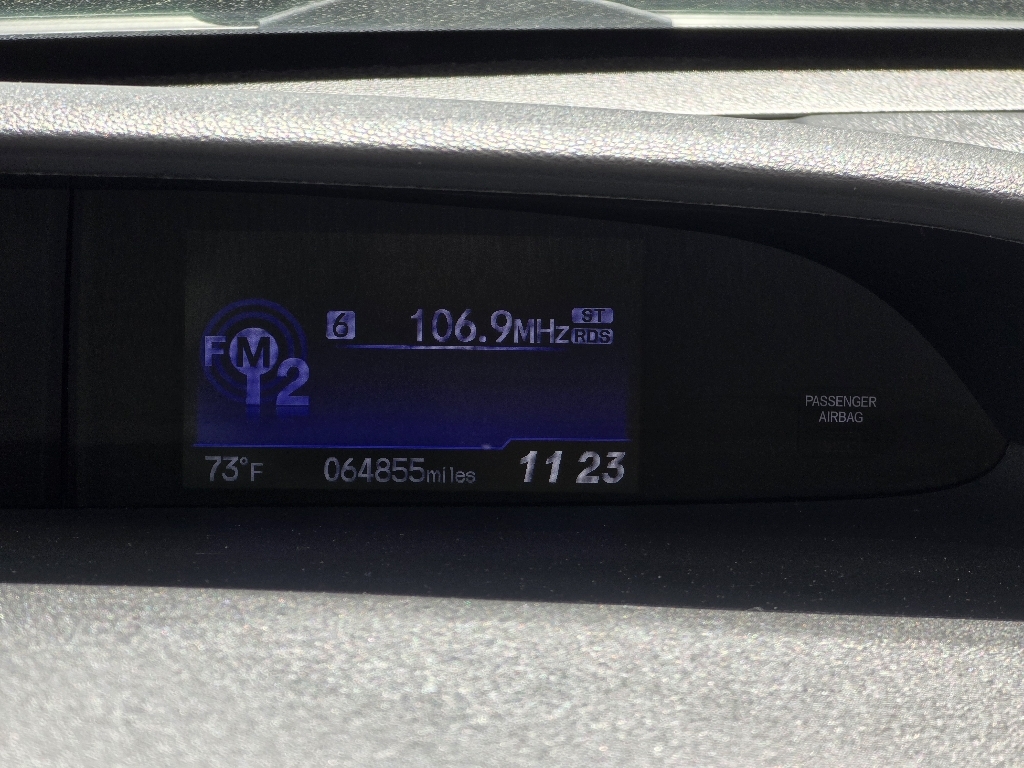 6 106.9MHz ST
RDS
FM 2
73°F 064855miles 11 23
PASSENGER
AIRBAG